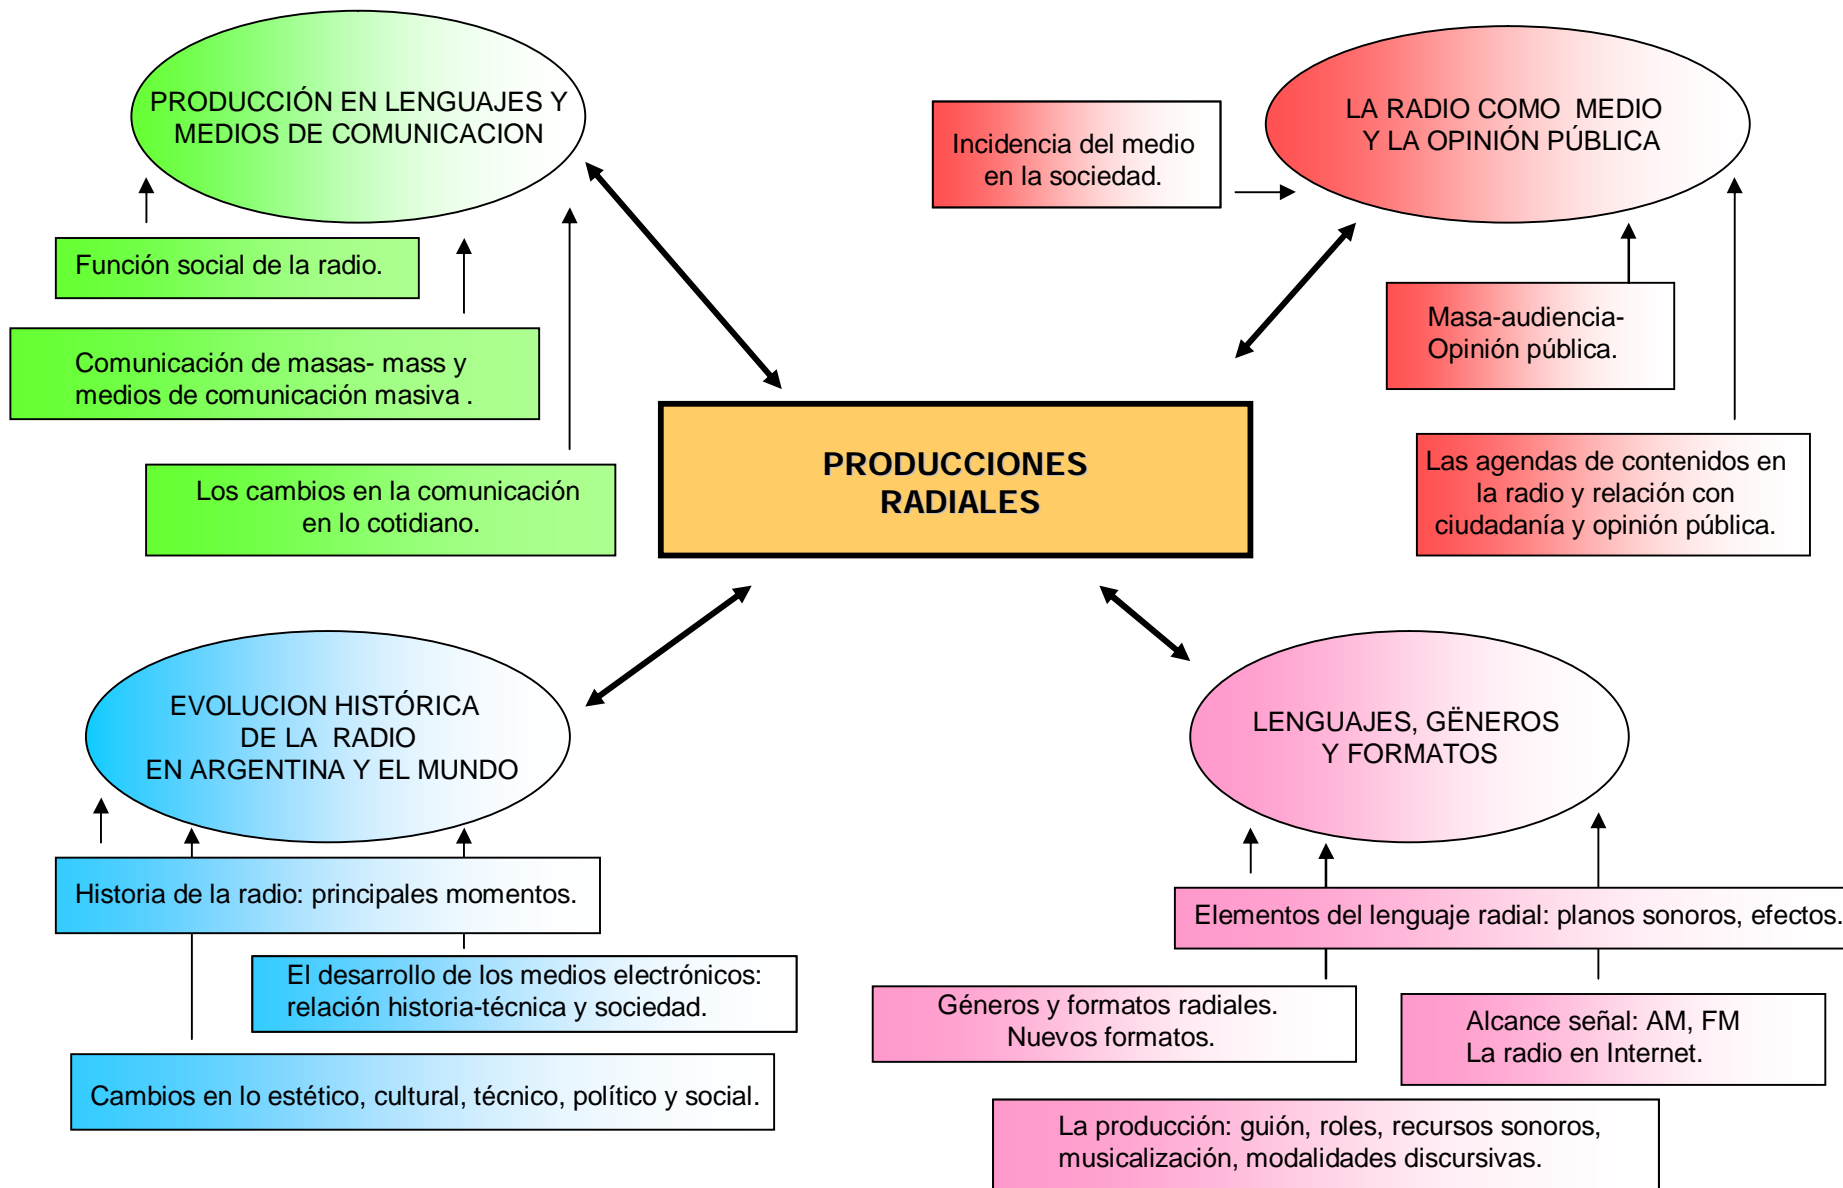 PRODUCCIÓN EN LENGUAJES Y
MEDIOS DE COMUNICACION
Función social de la radio.
Comunicación de masas- mass y
medios de comunicación masiva .
Los cambios en la comunicación
en lo cotidiano.
LA RADIO COMO MEDIO
Y LA OPINIÓN PÚBLICA
Incidencia del medio
en la sociedad.
Masa-audiencia-
Opinión pública.
Las agendas de contenidos en
la radio y relación con
ciudadanía y opinión pública.
PRODUCCIONES
RADIALES
EVOLUCION HISTÓRICA
DE LA RADIO
EN ARGENTINA Y EL MUNDO
Historia de la radio: principales momentos.
El desarrollo de los medios electrónicos:
relación historia-técnica y sociedad.
Cambios en lo estético, cultural, técnico, político y social.
LENGUAJES, GËNEROS
Y FORMATOS
Elementos del lenguaje radial: planos sonoros, efectos.
Géneros y formatos radiales.
Nuevos formatos.
Alcance señal: AM, FM
La radio en Internet.
La producción: guión, roles, recursos sonoros,
musicalización, modalidades discursivas.